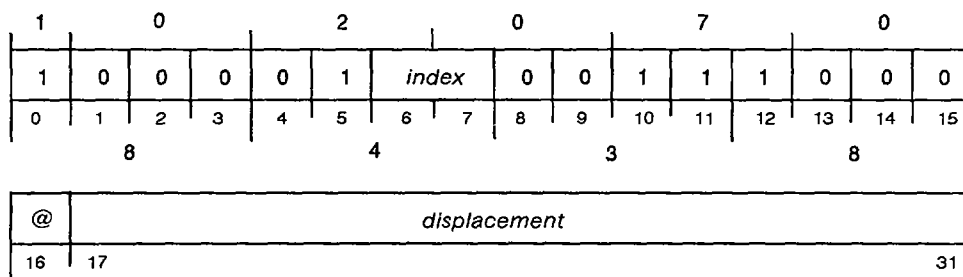 1 0 2 0 7 0
1 0 0 0 0 1 index 0 0 1 1 1 0 0 0
0 1 2 3 4 5 6 7 8 9 10 11 12 13 14 15
8 4 3 8
@ displacement
16 17 31